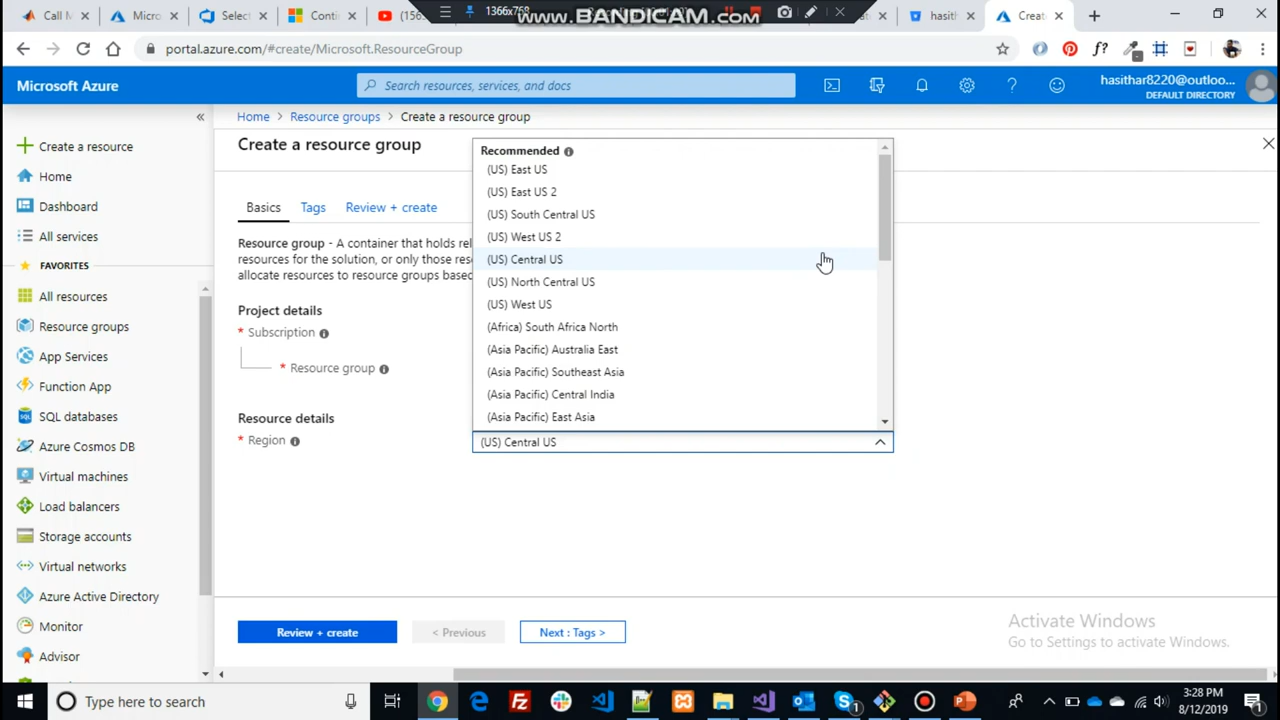 Call M
Micro
Select
Conti
(156
1366x768
www.BANDICAM.com
hasith
Creat
portal.azure.com/#create/Microsoft.ResourceGroup
f?
Microsoft Azure
Search resources, services, and docs
hasithar8220@outloo...
DEFAULT DIRECTORY
Home
Resource groups
Create a resource group
Create a resource group
Create a resource
Home
Dashboard
All services
FAVORITES
All resources
Resource groups
App Services
Function App
SQL databases
Azure Cosmos DB
Virtual machines
Load balancers
Storage accounts
Virtual networks
Azure Active Directory
Monitor
Advisor
Basics
Tags
Review + create
Resource group - A container that holds rel
resources for the solution, or only those res
allocate resources to resource groups based
Project details
* Subscription
* Resource group
Resource details
* Region
Recommended
(US) East US
(US) East US 2
(US) South Central US
(US) West US 2
(US) Central US
(US) North Central US
(US) West US
(Africa) South Africa North
(Asia Pacific) Australia East
(Asia Pacific) Southeast Asia
(Asia Pacific) Central India
(Asia Pacific) East Asia
(US) Central US
Review + create
< Previous
Next : Tags >
Activate Windows
Go to Settings to activate Windows.
Type here to search
3:28 PM
8/12/2019